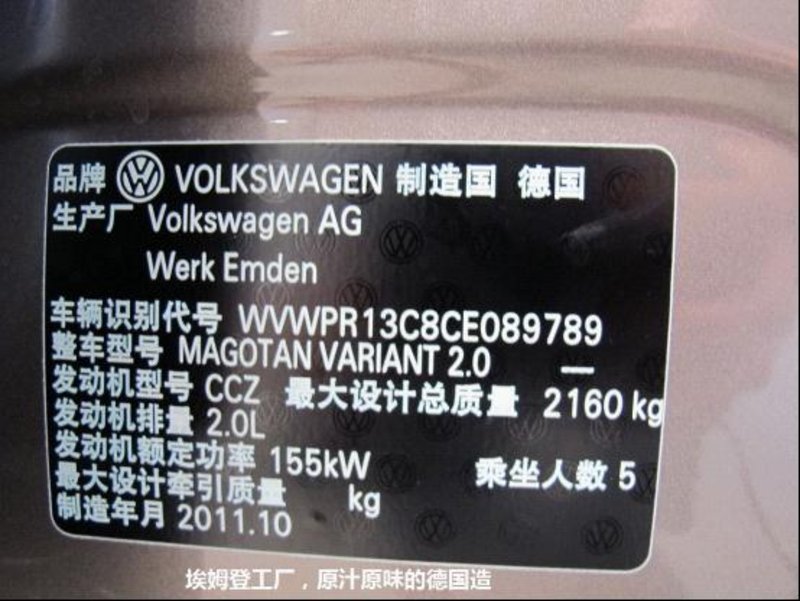 品牌 VOLKSWAGEN 制造国 德国
生产厂 Volkswagen AG
Werk Emden
车辆识别代号 WVWPR13C8CE089789
整车型号 MAGOTAN VARIANT 2.0 —
发动机型号 CCZ 最大设计总质量 2160 kg
发动机排量 2.0L
发动机额定功率 155kW 乘坐人数 5
最大设计牵引质量 kg
制造年月 2011.10
埃姆登工厂，原汁原味的德国造